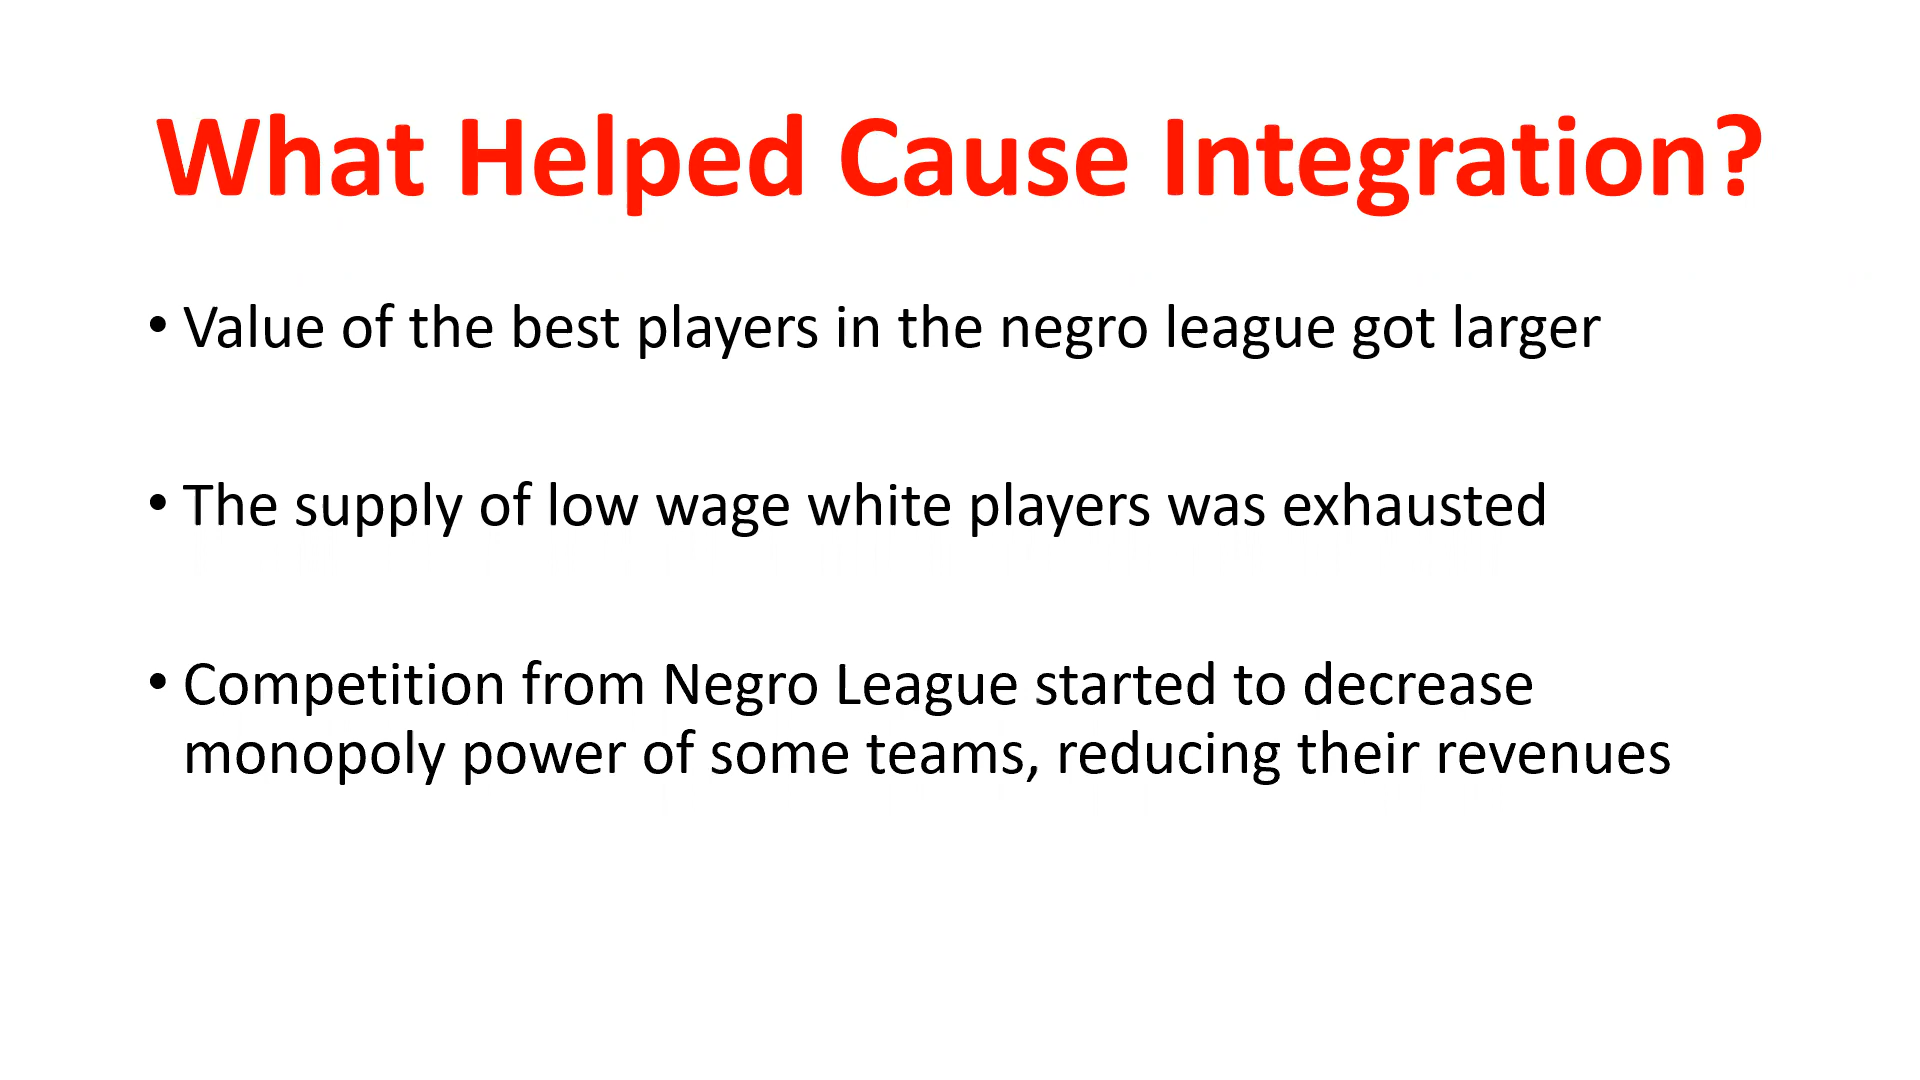 What Helped Cause Integration?
• Value of the best players in the negro league got larger
• The supply of low wage white players was exhausted
• Competition from Negro League started to decrease
monopoly power of some teams, reducing their revenues